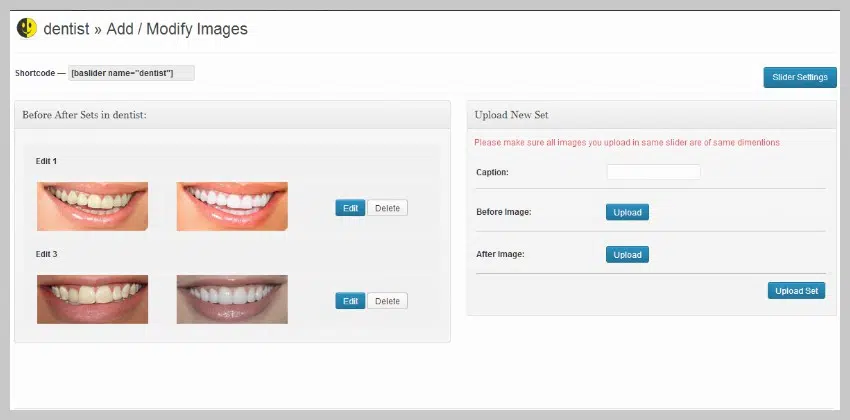 dentist » Add / Modify Images
Shortcode — [baslider name="dentist"]
Slider Settings
Before After Sets in dentist:
Edit 1
Edit Delete
Edit 3
Edit Delete
Upload New Set
Please make sure all images you upload in same slider are of same dimentions
Caption:
Before Image: Upload
After Image: Upload
Upload Set